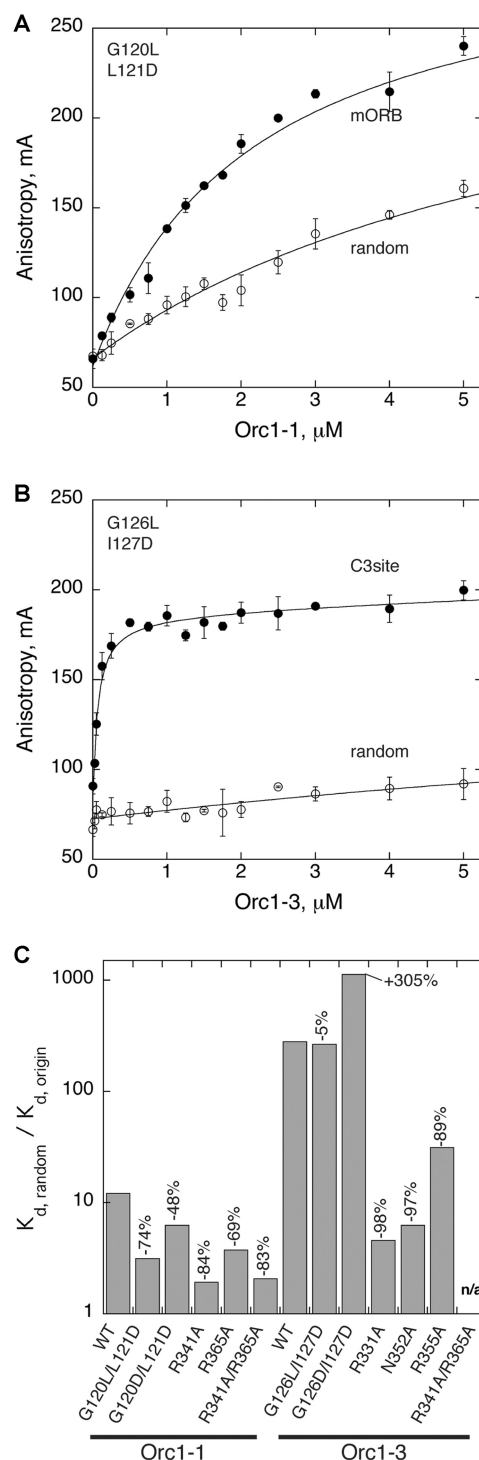 A
G120L
L121D
mORB
random
Anisotropy, mA
250
200
150
100
50
0 1 2 3 4 5
Orc1-1, μM
B
G126L
I127D
C3site
random
Anisotropy, mA
250
200
150
100
50
0 1 2 3 4 5
Orc1-3, μM
C
Kd, random / Kd, origin
1000
100
10
1
-74%
-48%
-84%
-69%
-83%
-5%
+305%
-98%
-97%
-89%
n/a
WT
G120L/L121D
G120D/L121D
R341A
R365A
R341A/R365A
WT
G126L/I127D
G126D/I127D
R331A
N352A
R355A
R341A/R365A
Orc1-1
Orc1-3